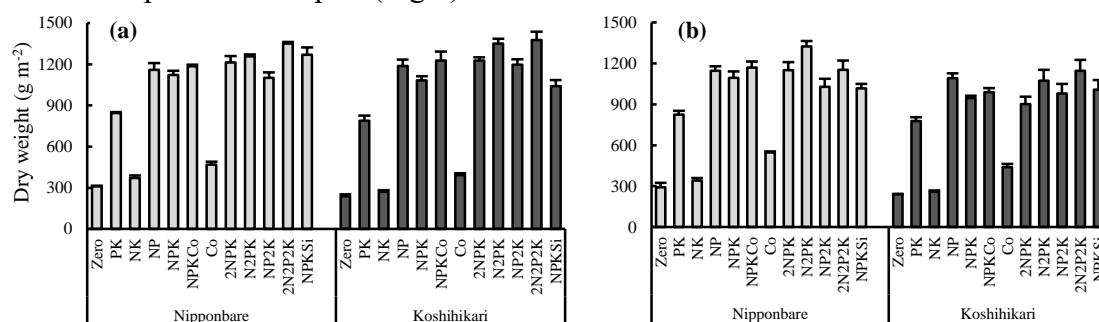 (a)
Dry weight (g m-2)
1500
1200
900
600
300
0
Zero
PK
NK
NP
NPK
NPKCo
Co
2NPK
N2PK
NP2K
2N2P2K
NPKSi
Nipponbare
Zero
PK
NK
NP
NPK
NPKCo
Co
2NPK
N2PK
NP2K
2N2P2K
NPKSi
Koshihikari
(b)
1500
1200
900
600
300
0
Zero
PK
NK
NP
NPK
NPKCo
Co
2NPK
N2PK
NP2K
2N2P2K
NPKSi
Nipponbare
Zero
PK
NK
NP
NPK
NPKCo
Co
2NPK
N2PK
NP2K
2N2P2K
NPKSi
Koshihikari